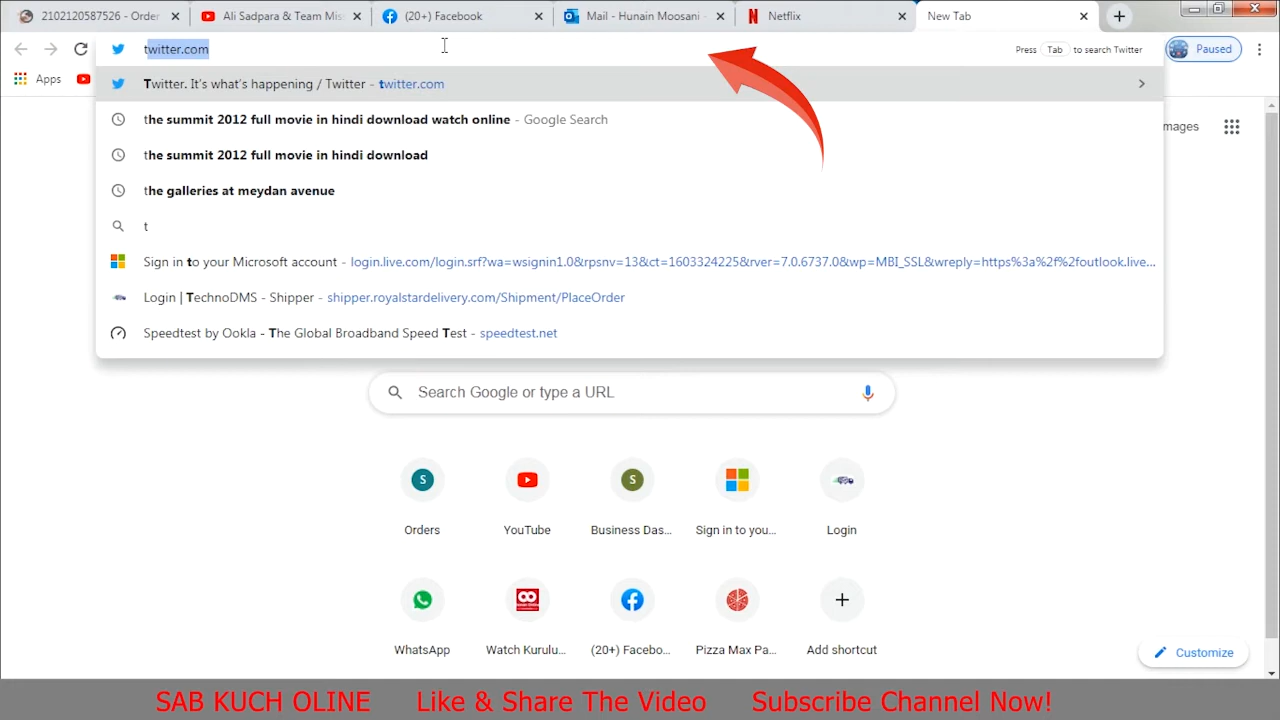 2102120587526 - Order
Ali Sadpara & Team Mis
(20+) Facebook
Mail - Hunain Moosani -
Netflix
New Tab
twitter.com
Press Tab to search Twitter
Paused
Apps
Twitter. It's what's happening / Twitter - twitter.com
the summit 2012 full movie in hindi download watch online - Google Search
the summit 2012 full movie in hindi download
the galleries at meydan avenue
mages
t
Sign in to your Microsoft account - login.live.com/login.srf?wa=wsignin1.0&rpsnv=13&ct=1603324225&rver=7.0.6737.0&wp=MBI_SSL&wreply=https%3a%2f%2foutlook.live...
Login | TechnoDMS - Shipper - shipper.royalstardelivery.com/Shipment/PlaceOrder
Speedtest by Ookla - The Global Broadband Speed Test - speedtest.net
Search Google or type a URL
S
S
Orders
YouTube
Business Das...
Sign in to you...
Login
WhatsApp
Watch Kurulu...
(20+) Facebo...
Pizza Max Pa...
Add shortcut
Customize
SAB KUCH OLINE Like & Share The Video Subscribe Channel Now!